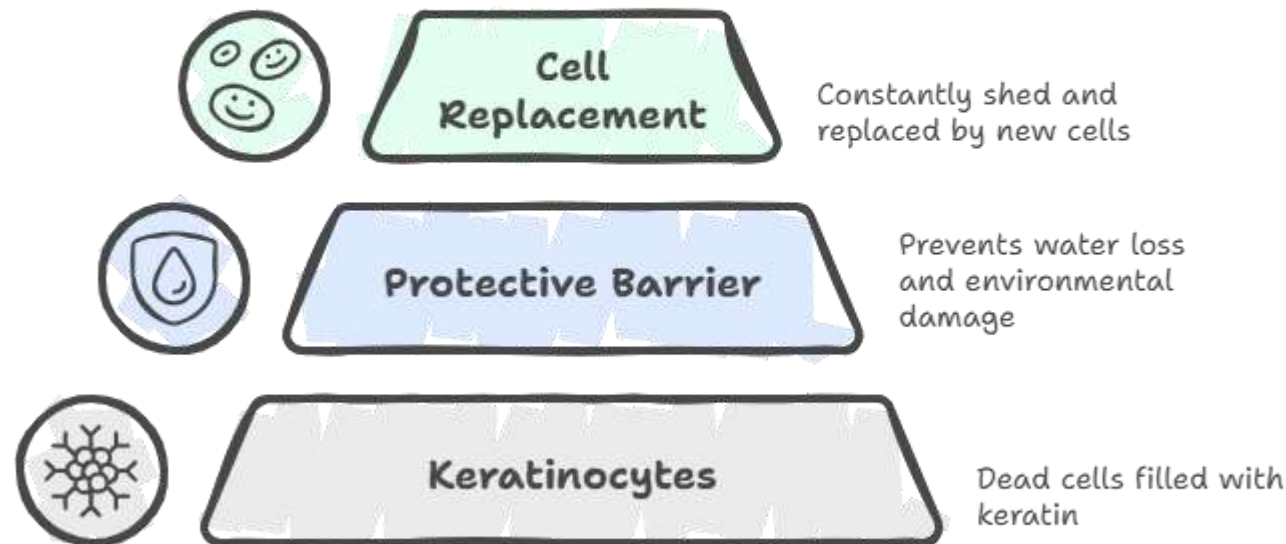 Cell
Replacement
Constantly shed and
replaced by new cells
Protective Barrier
Prevents water loss
and environmental
damage
Keratinocytes
Dead cells filled with
keratin